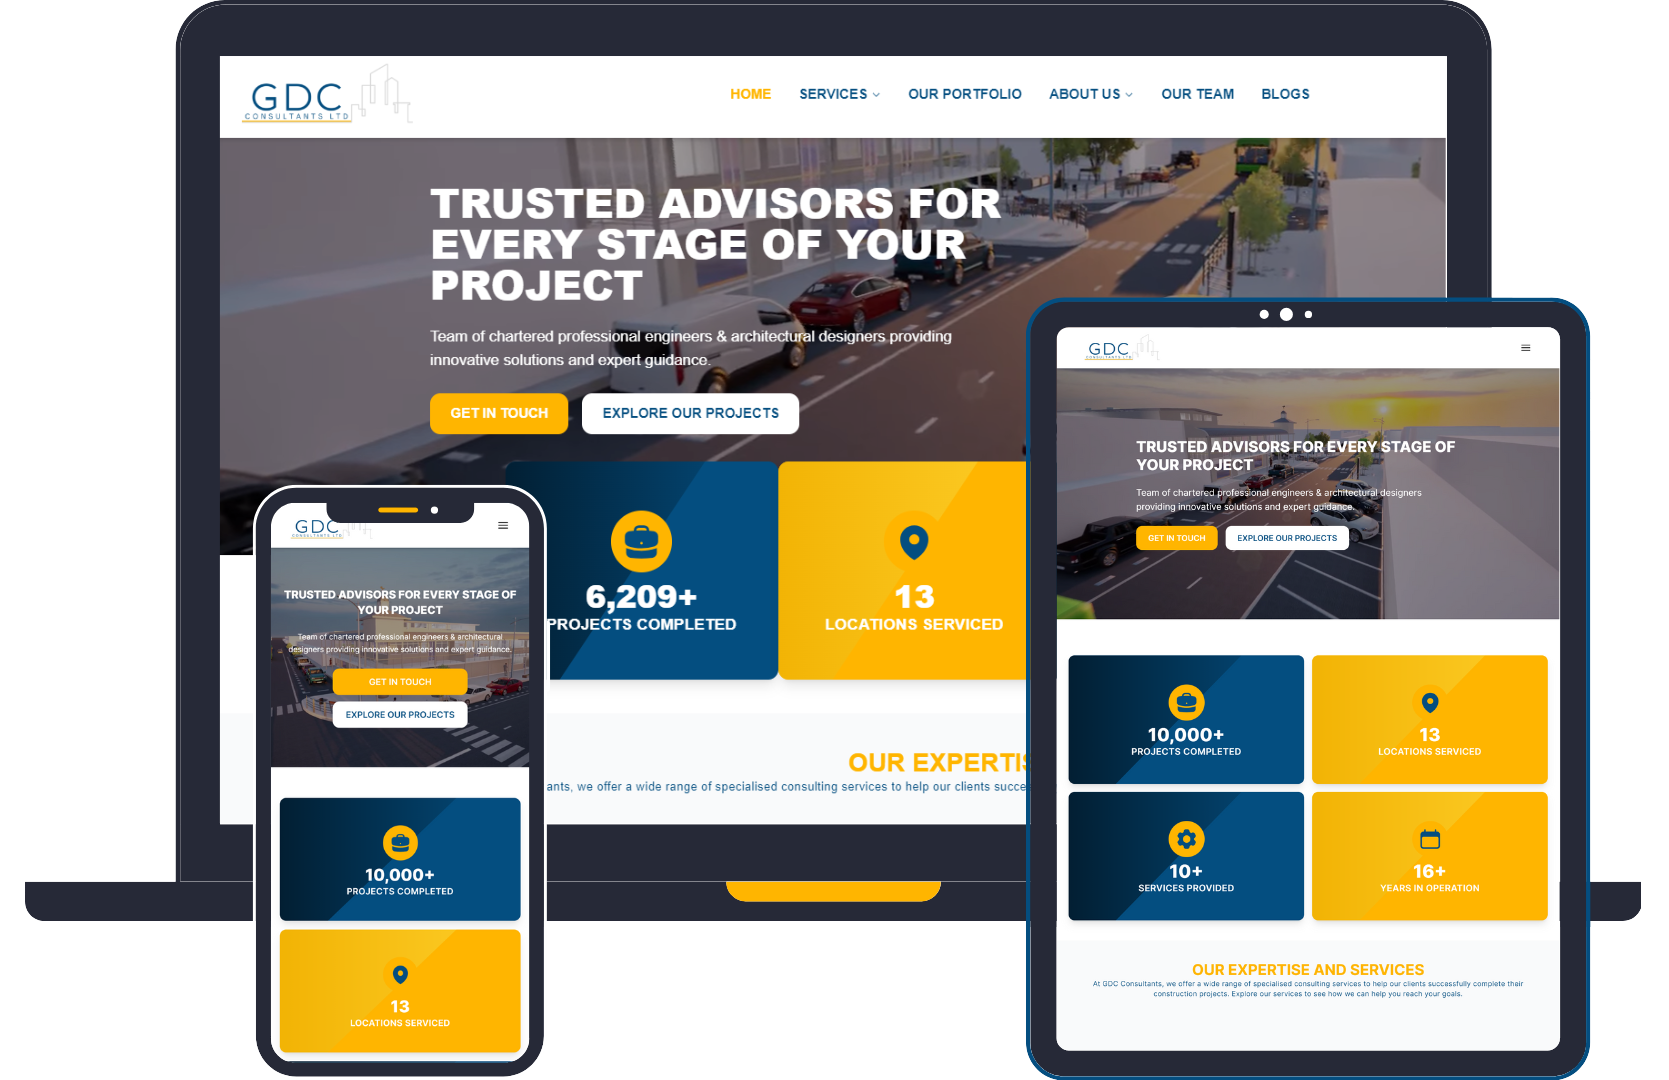 GDC
CONSULTANTS LTD
HOME SERVICES OUR PORTFOLIO ABOUT US OUR TEAM BLOGS
TRUSTED ADVISORS FOR
EVERY STAGE OF YOUR
PROJECT
Team of chartered professional engineers & architectural designers providing
innovative solutions and expert guidance.
GET IN TOUCH EXPLORE OUR PROJECTS
6,209+
PROJECTS COMPLETED
13
LOCATIONS SERVICED
OUR EXPERTIS
ants, we offer a wide range of specialised consulting services to help our clients succe
GDC
CONSULTANTS LTD
TRUSTED ADVISORS FOR EVERY STAGE OF
YOUR PROJECT
Team of chartered professional engineers & architectural
designers providing innovative solutions and expert guidance.
GET IN TOUCH
EXPLORE OUR PROJECTS
10,000+
PROJECTS COMPLETED
13
LOCATIONS SERVICED
GDC
CONSULTANTS LTD
TRUSTED ADVISORS FOR EVERY STAGE OF
YOUR PROJECT
Team of chartered professional engineers & architectural designers
providing innovative solutions and expert guidance.
GET IN TOUCH EXPLORE OUR PROJECTS
10,000+
PROJECTS COMPLETED
13
LOCATIONS SERVICED
10+
SERVICES PROVIDED
16+
YEARS IN OPERATION
OUR EXPERTISE AND SERVICES
At GDC Consultants, we offer a wide range of specialised consulting services to help our clients successfully complete their
construction projects. Explore our services to see how we can help you reach your goals.